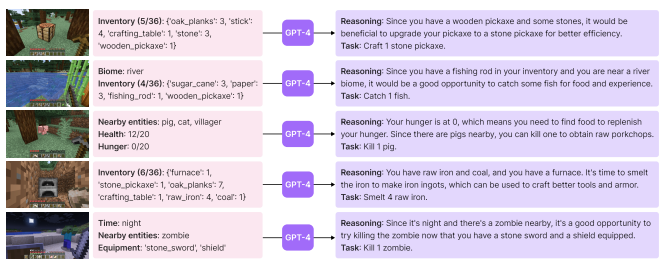 Inventory (5/36): {'oak_planks': 3, 'stick':
4, 'crafting_table': 1, 'stone': 3,
'wooden_pickaxe': 1}
GPT-4
Reasoning: Since you have a wooden pickaxe and some stones, it would be
beneficial to upgrade your pickaxe to a stone pickaxe for better efficiency.
Task: Craft 1 stone pickaxe.
Biome: river
Inventory (4/36): {'sugar_cane': 3, 'paper':
3, 'fishing_rod': 1, 'wooden_pickaxe': 1}
GPT-4
Reasoning: Since you have a fishing rod in your inventory and you are near a river
biome, it would be a good opportunity to catch some fish for food and experience.
Task: Catch 1 fish.
Nearby entities: pig, cat, villager
Health: 12/20
Hunger: 0/20
GPT-4
Reasoning: Your hunger is at 0, which means you need to find food to replenish
your hunger. Since there are pigs nearby, you can kill one to obtain raw porkchops.
Task: Kill 1 pig.
Inventory (6/36): {'furnace': 1,
'stone_pickaxe': 1, 'oak_planks': 7,
'crafting_table': 1, 'raw_iron': 4, 'coal': 1}
GPT-4
Reasoning: You have raw iron and coal, and you have a furnace. It's time to smelt
the iron to make iron ingots, which can be used to craft better tools and armor.
Task: Smelt 4 raw iron.
Time: night
Nearby entities: zombie
Equipment: 'stone_sword', 'shield'
GPT-4
Reasoning: Since it's night and there's a zombie nearby, it's a good opportunity to
try killing the zombie now that you have a stone sword and a shield equipped.
Task: Kill 1 zombie.